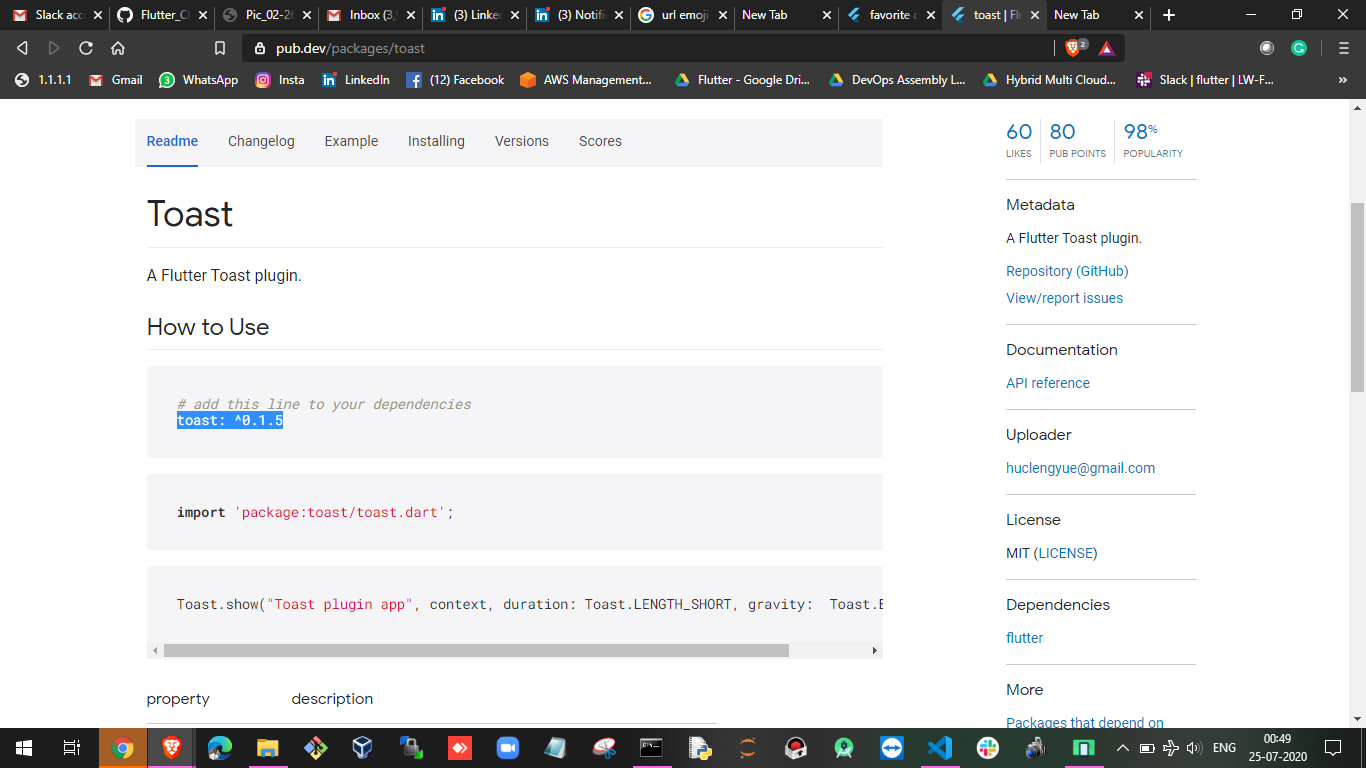 Slack acc
Flutter_Cl
Pic_02-20
Inbox (3,5
(3) Linke
(3) Notifi
url emoji
New Tab
favorite c
toast | Flu
New Tab
pub.dev/packages/toast
2
1.1.1.1
Gmail
3
WhatsApp
Insta
LinkedIn
(12) Facebook
AWS Management...
Flutter - Google Dri...
DevOps Assembly L...
Hybrid Multi Cloud...
Slack | flutter | LW-F...
»
Readme
Changelog
Example
Installing
Versions
Scores
60
LIKES
80
PUB POINTS
98%
POPULARITY
Toast
A Flutter Toast plugin.
How to Use
# add this line to your dependencies
toast: ^0.1.5
import 'package:toast/toast.dart';
Toast.show("Toast plugin app", context, duration: Toast.LENGTH_SHORT, gravity:  Toast.B
property
description
Metadata
A Flutter Toast plugin.
Repository (GitHub)
View/report issues
Documentation
API reference
Uploader
huclengyue@gmail.com
License
MIT (LICENSE)
Dependencies
flutter
More
Packages that depend on
ENG
00:49
25-07-2020